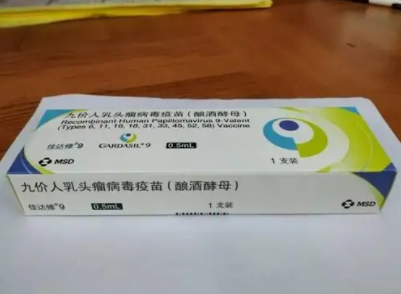 九价人乳头瘤病毒疫苗(酿酒酵母)
Recombinant Human Papillomavirus 9-Valent
(Types 6, 11, 16, 18, 31, 33, 45, 52, 58) Vaccine
佳达修®9 GARDASIL®9 0.5mL 1支装
MSD
九价人乳头瘤病毒疫苗(酿酒酵母)
佳达修®9 0.5mL 1支装 MSD